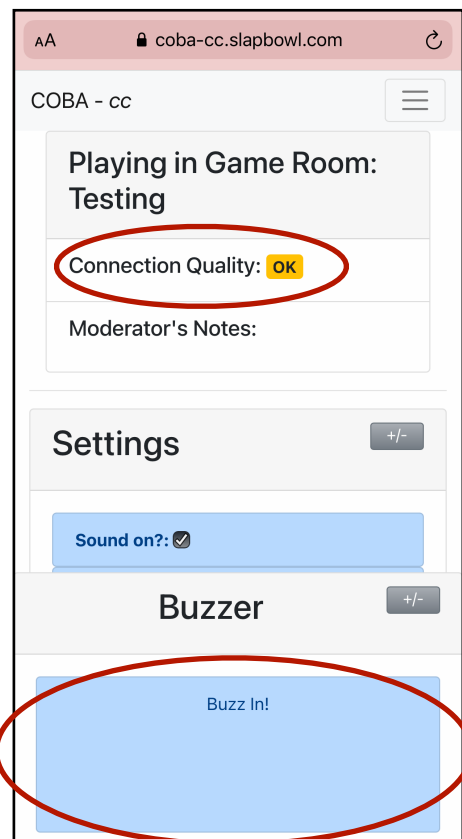 AA coba-cc.slapbowl.com
COBA - cc
Playing in Game Room:
Testing
Connection Quality: OK
Moderator's Notes:
Settings +/-
Sound on?:
Buzzer +/-
Buzz In!